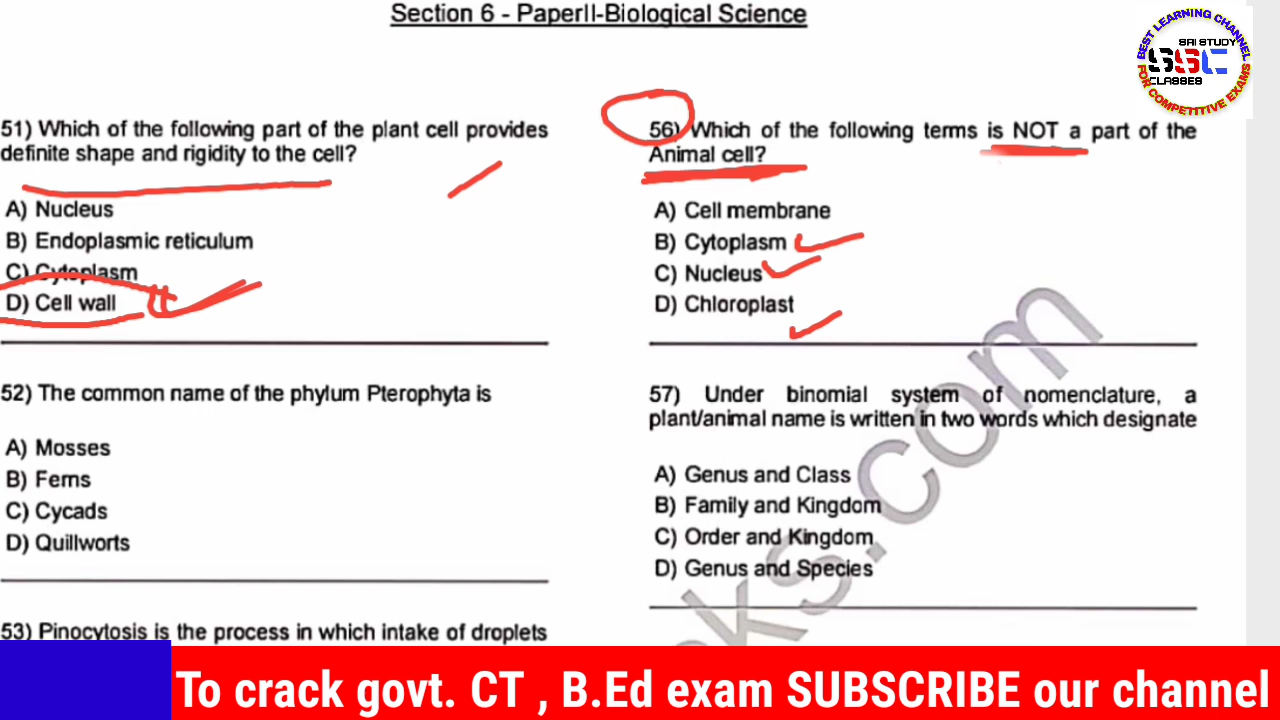 Section 6 - PaperII-Biological Science
BEST LEARNING CHANNEL
SRI STUDY
SSC
CLASSES
FOR COMPETITIVE EXAMS
51) Which of the following part of the plant cell provides
definite shape and rigidity to the cell?
A) Nucleus
B) Endoplasmic reticulum
C) Cytoplasm
D) Cell wall
52) The common name of the phylum Pterophyta is
A) Mosses
B) Ferns
C) Cycads
D) Quillworts
53) Pinocytosis is the process in which intake of droplets
56) Which of the following terms is NOT a part of the
Animal cell?
A) Cell membrane
B) Cytoplasm
C) Nucleus
D) Chloroplast
57) Under binomial system of nomenclature, a
plant/animal name is written in two words which designate
A) Genus and Class
B) Family and Kingdom
C) Order and Kingdom
D) Genus and Species
ks.com
To crack govt. CT , B.Ed exam SUBSCRIBE our channel